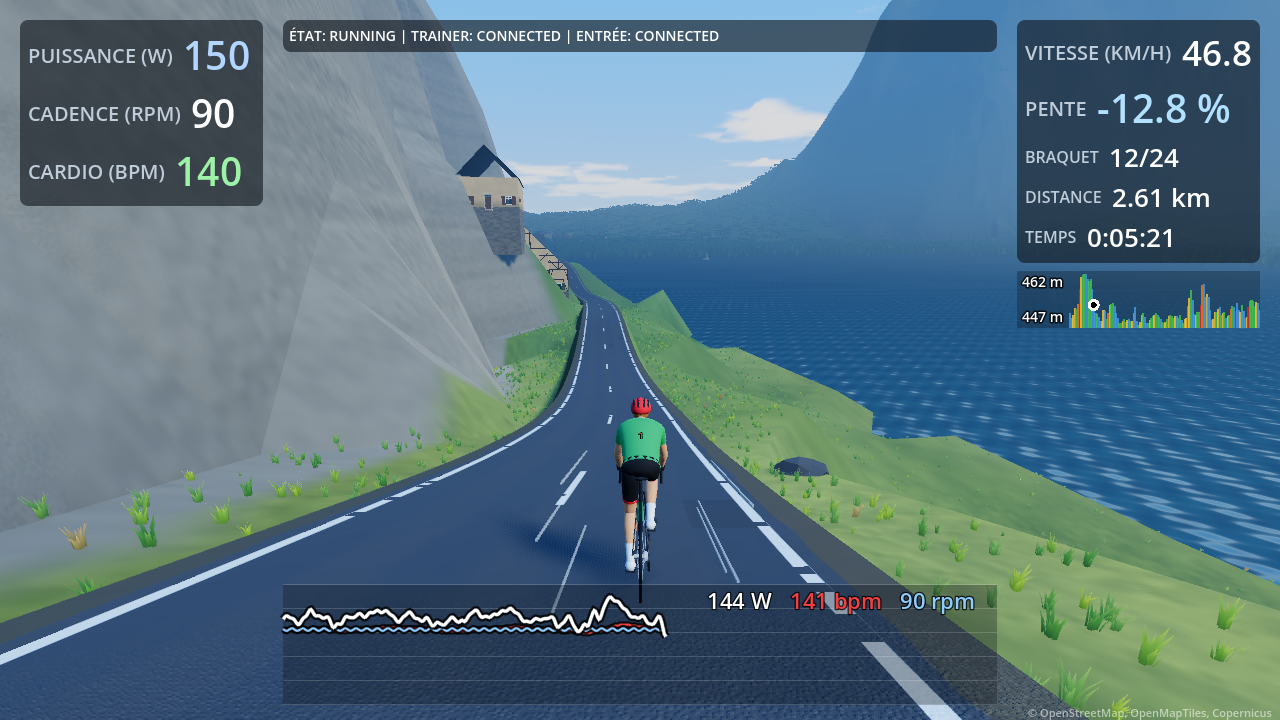 PUISSANCE (W) 150
CADENCE (RPM) 90
CARDIO (BPM) 140
ÉTAT: RUNNING | TRAINER: CONNECTED | ENTRÉE: CONNECTED
VITESSE (KM/H) 46.8
PENTE -12.8 %
BRAQUET 12/24
DISTANCE 2.61 km
TEMPS 0:05:21
462 m
447 m
1
144 W 141 bpm 90 rpm
© OpenStreetMap, OpenMapTiles, Copernicus